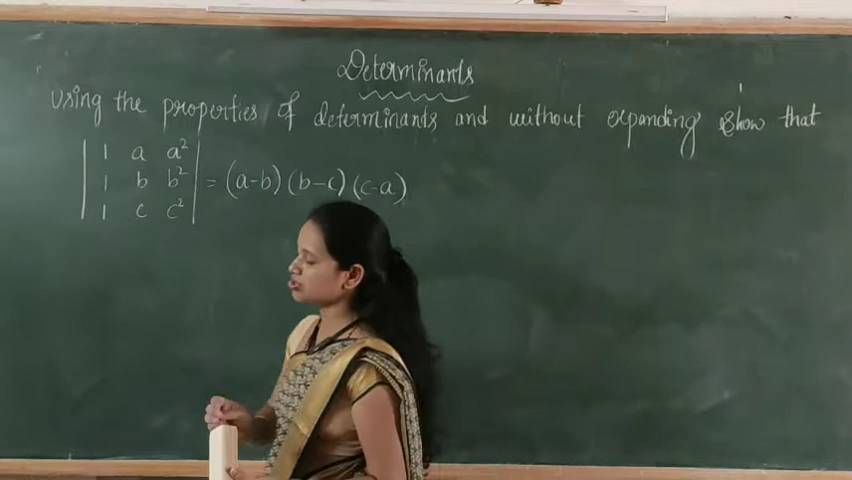 Determinants
Using the properties of determinants and without expanding show that
| 1 a a² |
| 1 b b² | = (a-b) (b-c) (c-a)
| 1 c c² |